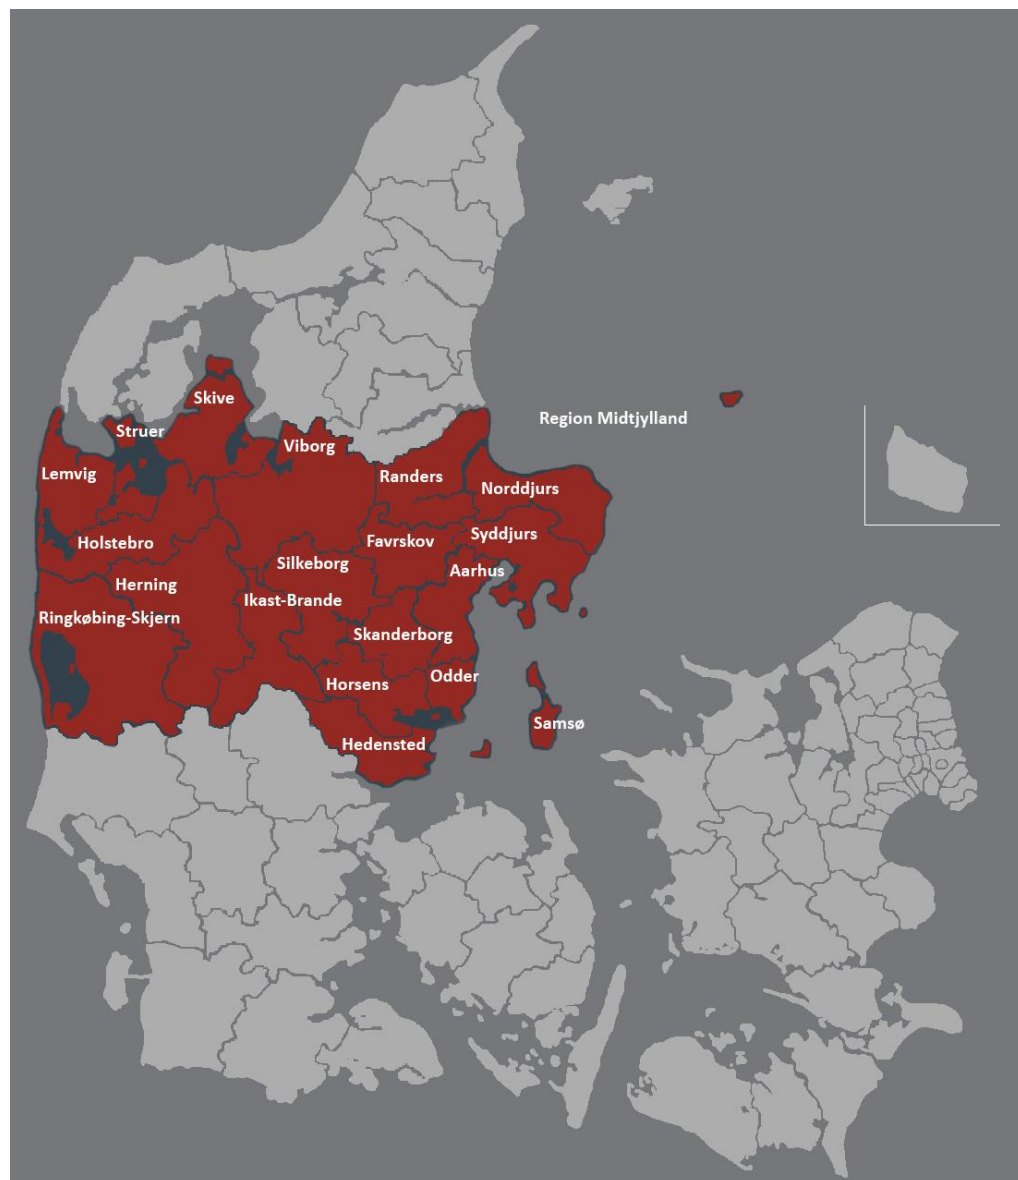 Skive
Region Midtjylland
Struer
Viborg
Lemvig
Randers
Norddjurs
Syddjurs
Holstebro
Favrskov
Silkeborg
Aarhus
Herning
Ikast-Brande
Ringkøbing-Skjern
Skanderborg
Odder
Horsens
Samsø
Hedensted